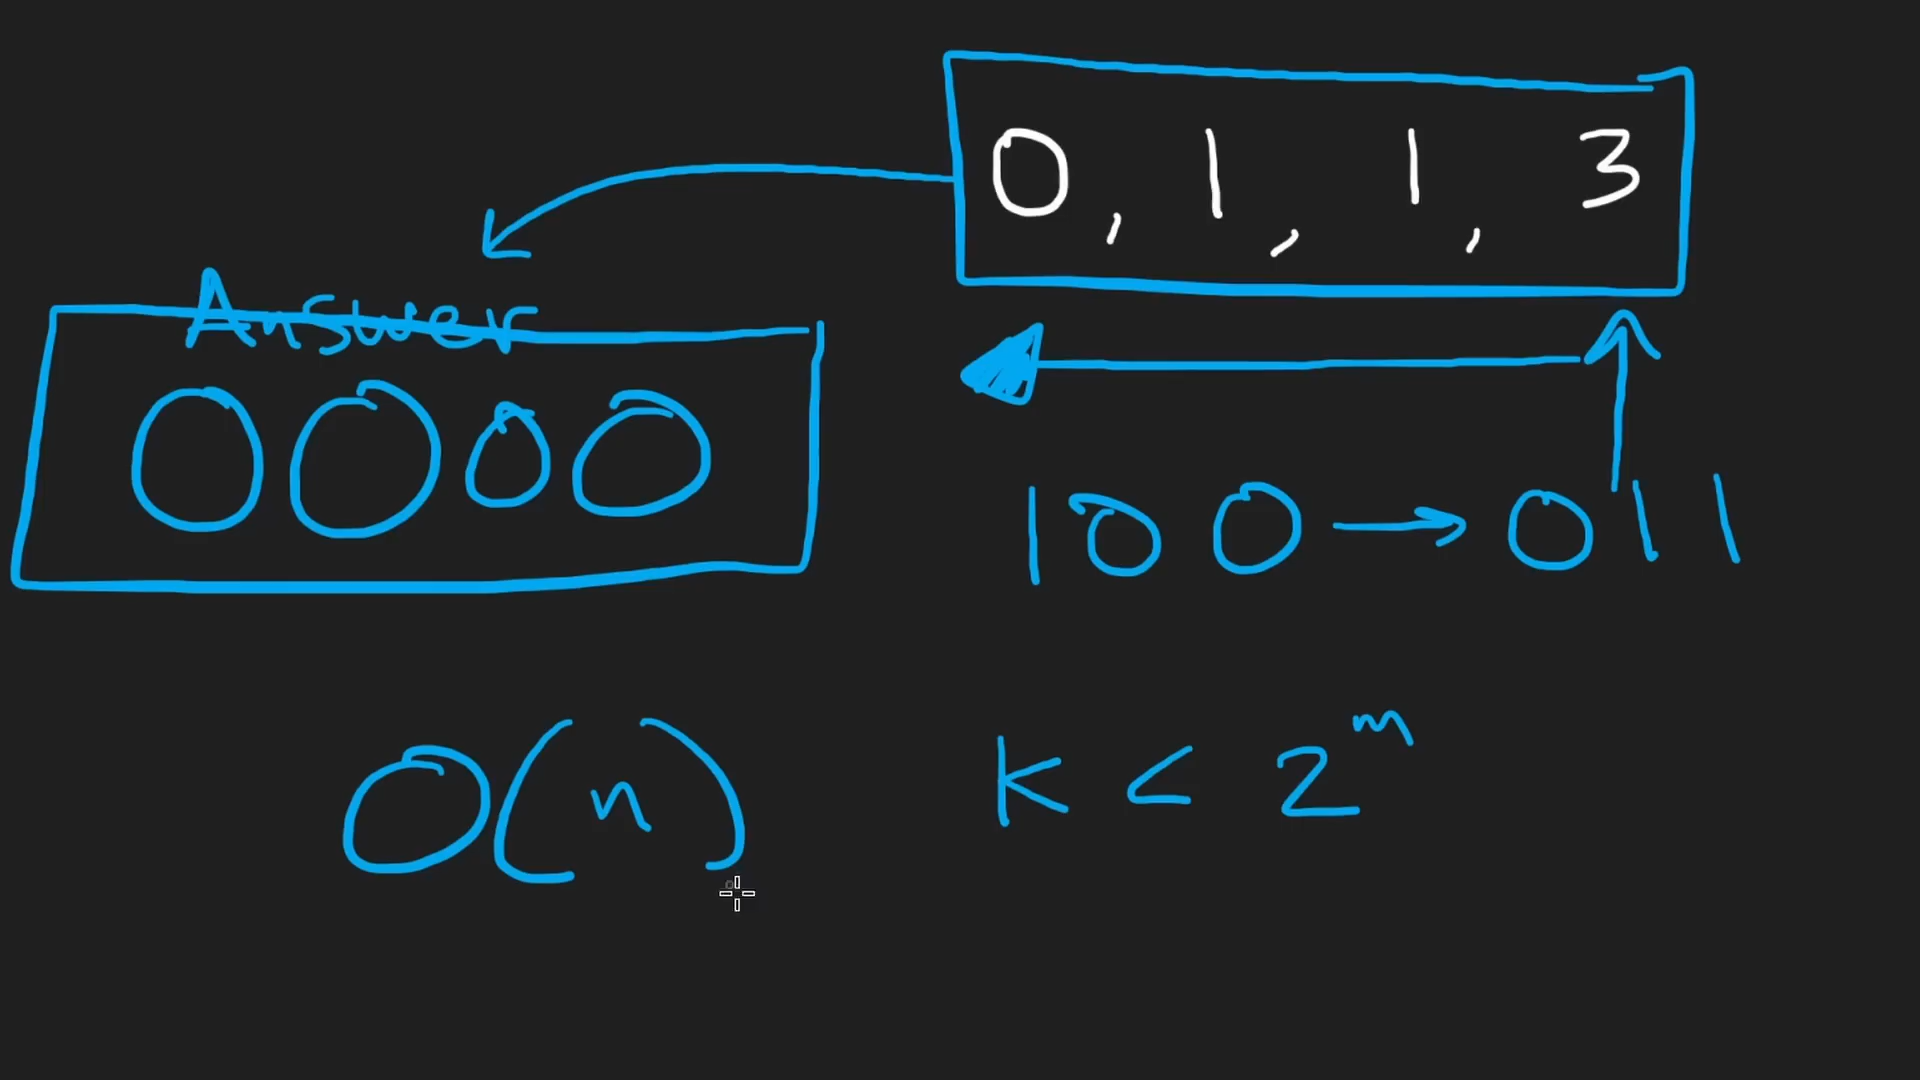 0, 1, 1, 3
Answer
0000
100 → 011
O(n)
k < 2^m